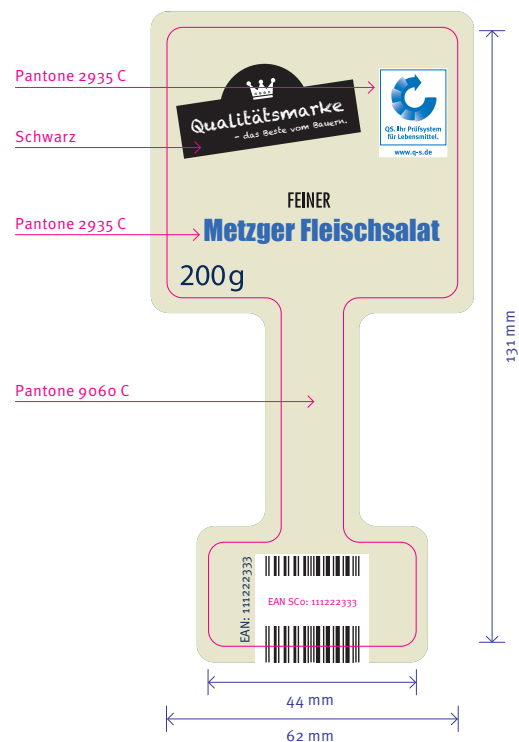 Pantone 2935 C
Schwarz
Pantone 2935 C
Pantone 9060 C
Qualitätsmarke
- das Beste vom Bauern.
QS. Ihr Prüfsystem
für Lebensmittel.
www.q-s.de
FEINER
Metzger Fleischsalat
200g
EAN: 111222333
EAN SC0: 111222333
131 mm
44 mm
62 mm